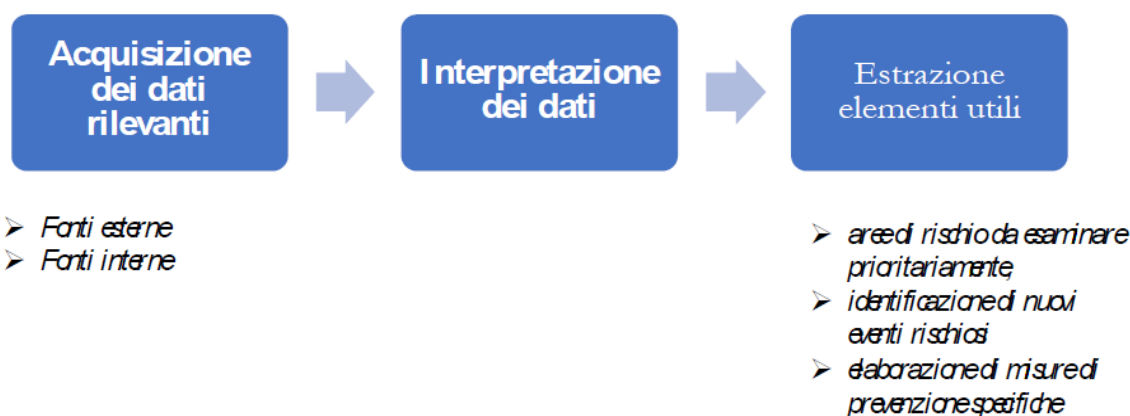 Acquisizione
dei dati
rilevanti
Interpretazione
dei dati
Estrazione
elementi utili
➢ Fonti esterne
➢ Fonti interne
➢ aree di rischio da esaminare
prioritariamente,
➢ identificazione di nuovi
eventi rischiosi
➢ elaborazione di misure di
prevenzione specifiche